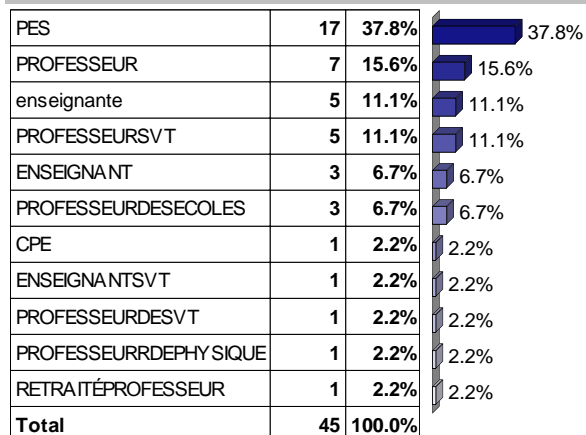 PES 17 37.8% 37.8%
PROFESSEUR 7 15.6% 15.6%
enseignante 5 11.1% 11.1%
PROFESSEURSVT 5 11.1% 11.1%
ENSEIGNANT 3 6.7% 6.7%
PROFESSEURDESECOLES 3 6.7% 6.7%
CPE 1 2.2% 2.2%
ENSEIGNANTSVT 1 2.2% 2.2%
PROFESSEURDESVT 1 2.2% 2.2%
PROFESSEURRDEPHYSIQUE 1 2.2% 2.2%
RETRAITÉPROFESSEUR 1 2.2% 2.2%
Total 45 100.0%